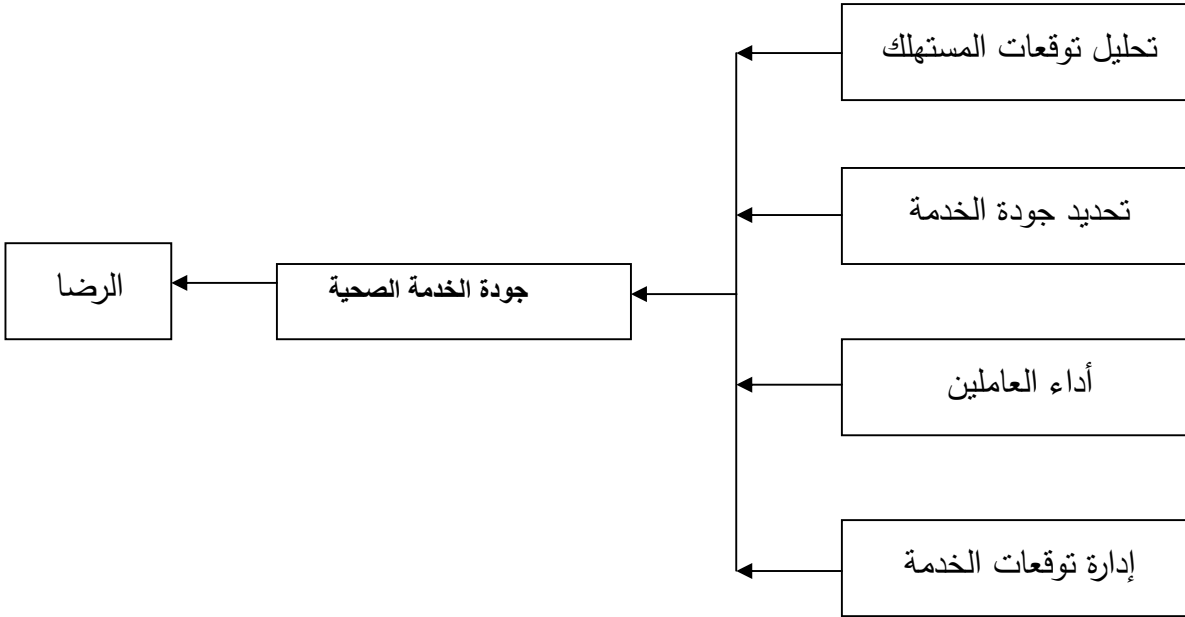 تحليل توقعات المستهلك
تحديد جودة الخدمة
أداء العاملين
إدارة توقعات الخدمة
جودة الخدمة الصحية
الرضا